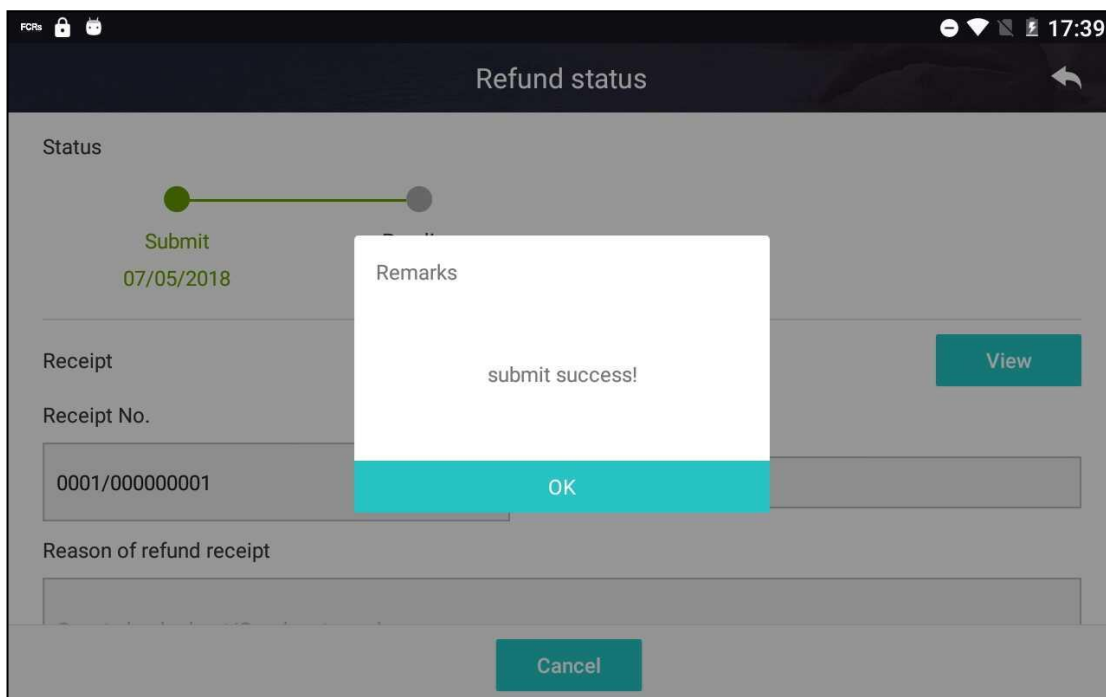 FCRs
17:39
Refund status
Status
Submit
07/05/2018
Remarks
submit success!
OK
Receipt
View
Receipt No.
0001/000000001
Reason of refund receipt
Cancel